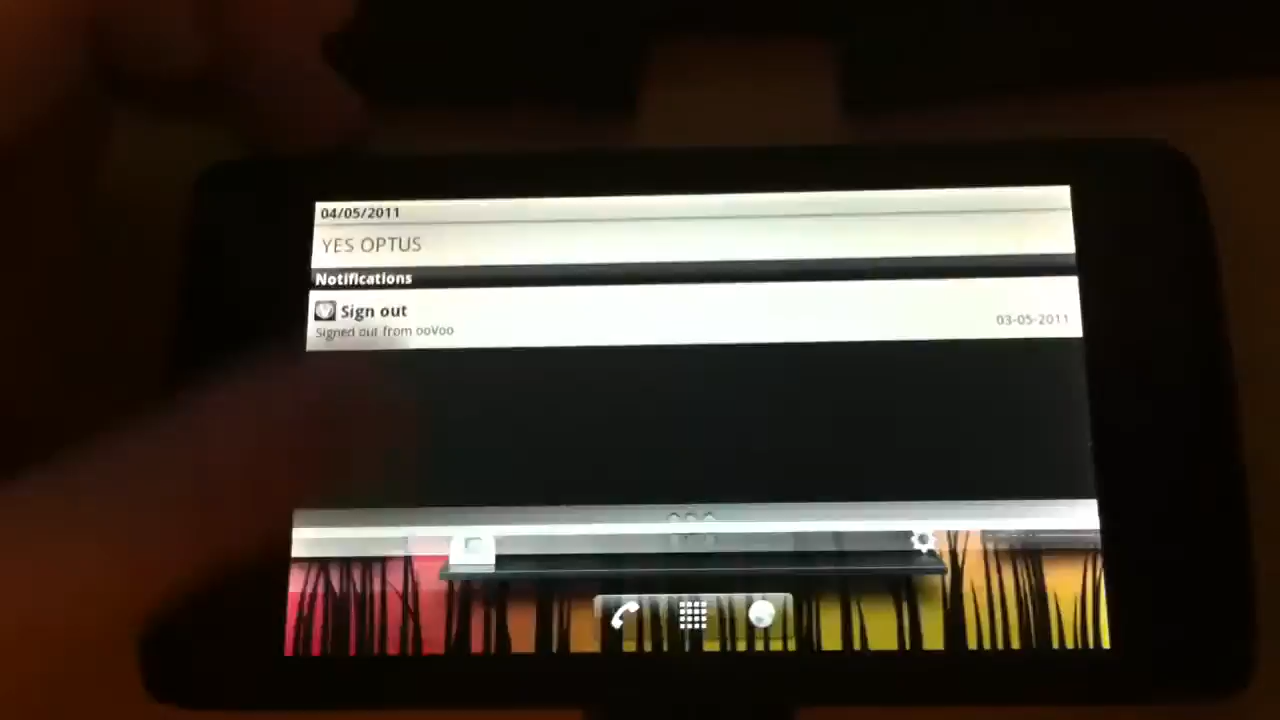 04/05/2011
YES OPTUS
Notifications
Sign out
Signed out from ooVoo
03-05-2011